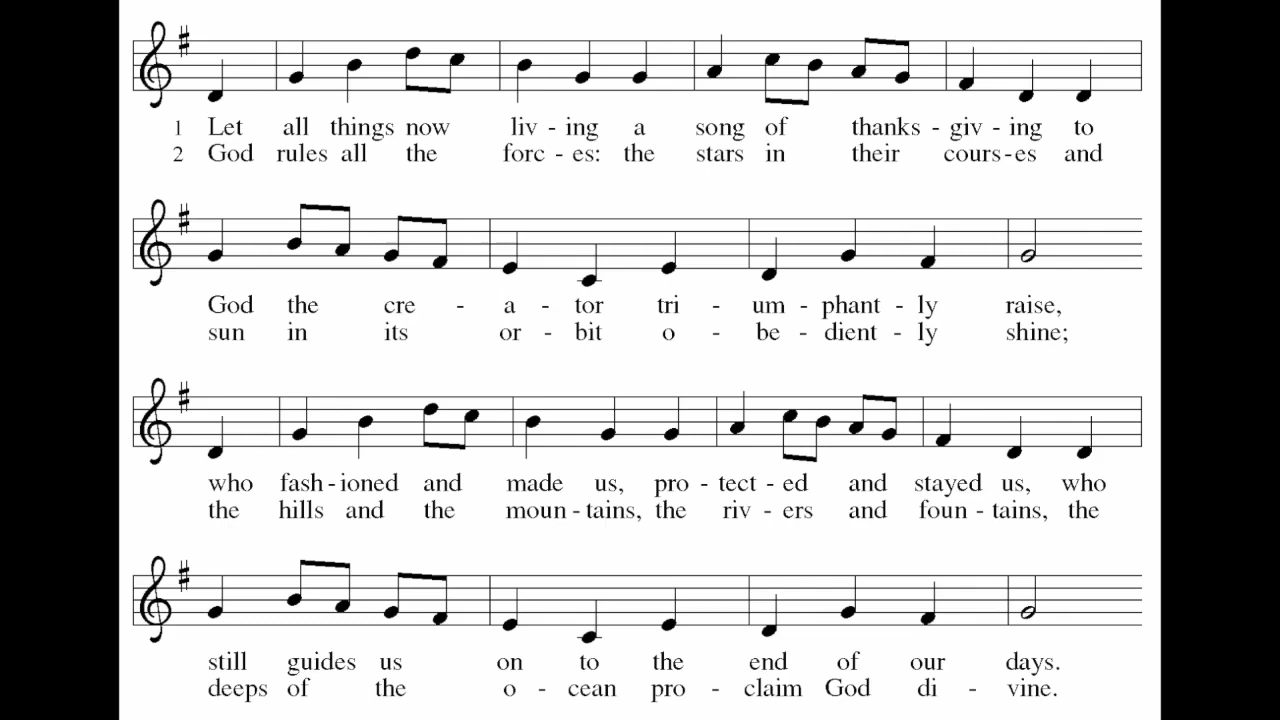 1 Let all things now liv - ing a song of thanks - giv - ing to
2 God rules all the forc - es: the stars in their cours - es and
God the cre - a - tor tri - um - phant - ly raise,
sun in its or - bit o - be - dient - ly shine;
who fash - ioned and made us, pro - tect - ed and stayed us, who
the hills and the moun - tains, the riv - ers and foun - tains, the
still guides us on to the end of our days.
deeps of the o - cean pro - claim God di - vine.